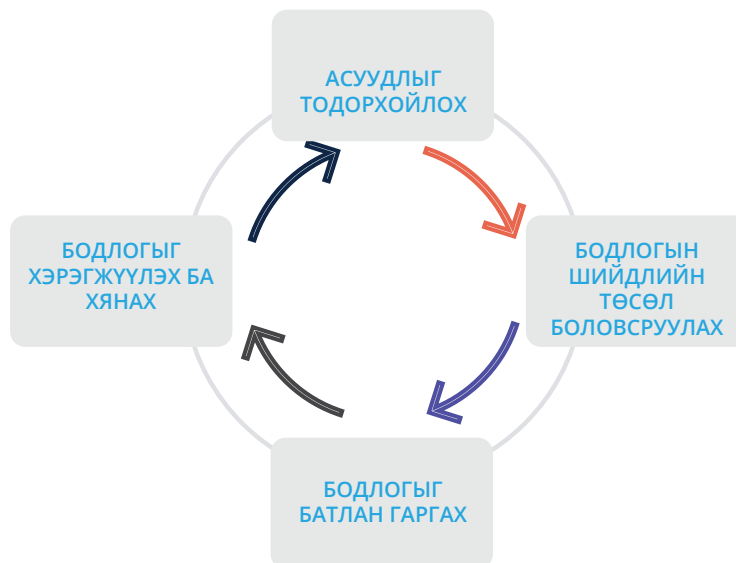 АСУУДЛЫГ
ТОДОРХОЙЛОХ
БОДЛОГЫН
ШИЙДЛИЙН
ТӨСӨЛ
БОЛОВСРУУЛАХ
БОДЛОГЫГ
БАТЛАН ГАРГАХ
БОДЛОГЫГ
ХЭРЭГЖҮҮЛЭХ БА
ХЯНАХ